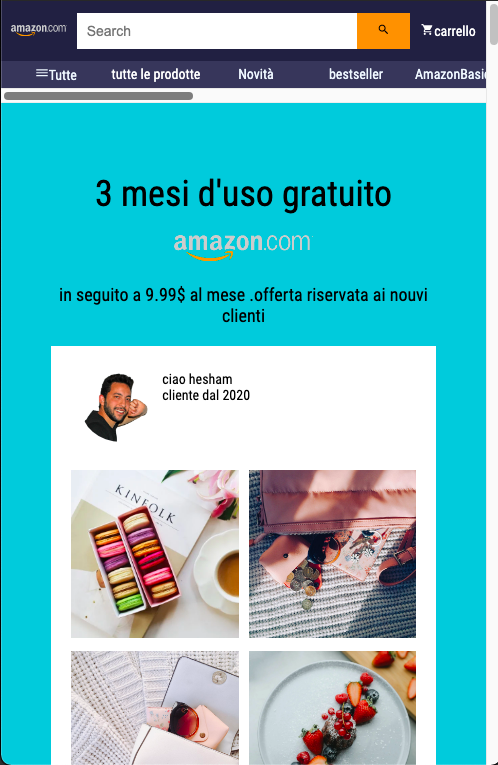 amazon.com
Search
carrello
Tutte
tutte le prodotte
Novità
bestseller
AmazonBasic
3 mesi d'uso gratuito
amazon.com
in seguito a 9.99$ al mese .offerta riservata ai nouvi
clienti
ciao hesham
cliente dal 2020
KINFOLK